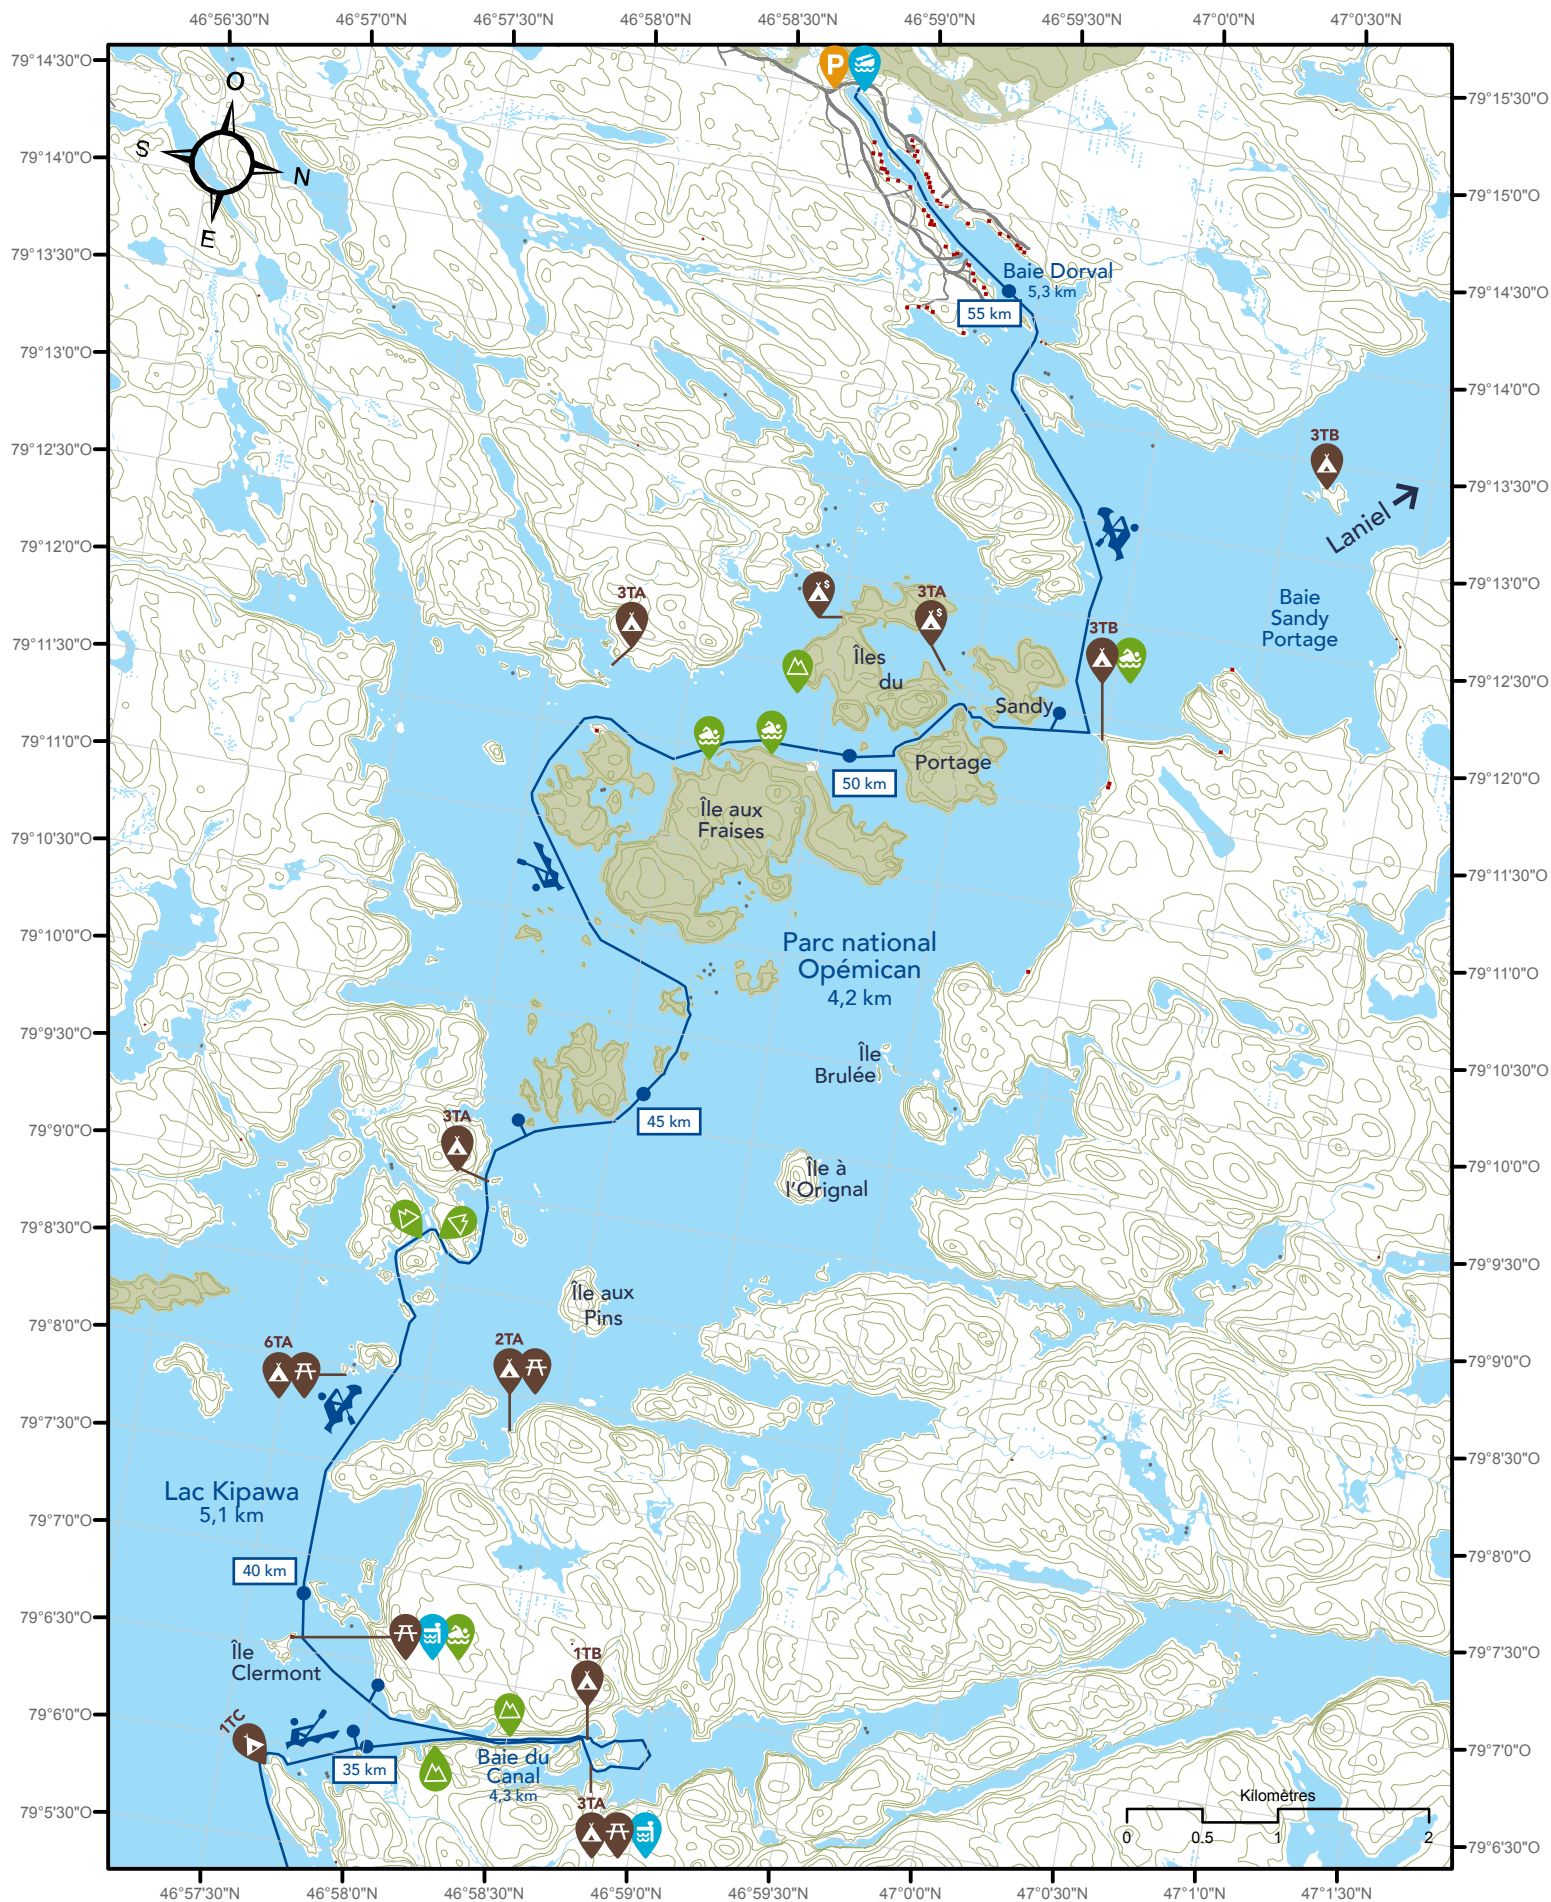 46°56'3,5"N
46°57'0"N
46°57'3,5"N
46°58'0"N
46°58'3,5"N
46°59'0"N
46°59'3,5"N
47°0'0"N
47°0'3,5"N
79°14'30"O
79°14'0"O
79°13'30"O
79°13'0"O
79°12'30"O
79°12'0"O
79°11'30"O
79°11'0"O
79°10'30"O
79°10'0"O
79°9'30"O
79°9'0"O
79°8'30"O
79°8'0"O
79°7'30"O
79°7'0"O
79°6'30"O
79°6'0"O
79°5'30"O
O
S
N
E
P
Baie Dorval
5,3 km
55 km
3TB
Laniel
3TA
$
3TA
$
3TB
Baie
Sandy
Portage
Îles
du
Sandy
Portage
50 km
Île aux
Fraises
Parc national
Opémican
4,2 km
Île
Brulée
45 km
3TA
Île à
l'Orignal
Île aux
Pins
6TA
2TA
Lac Kipawa
5,1 km
40 km
Île
Clermont
1TB
1TC
35 km
Baie du
Canal
4,3 km
3TA
Kilomètres
0
0.5
1
2
79°15'30"O
79°15'0"O
79°14'30"O
79°14'0"O
79°13'30"O
79°13'0"O
79°12'30"O
79°12'0"O
79°11'30"O
79°11'0"O
79°10'30"O
79°10'0"O
79°9'30"O
79°9'0"O
79°8'30"O
79°8'0"O
79°7'30"O
79°7'0"O
79°6'30"O
46°57'30"N
46°58'0"N
46°58'30"N
46°59'0"N
46°59'30"N
47°0'0"N
47°0'30"N
47°1'0"N
47°1'30"N